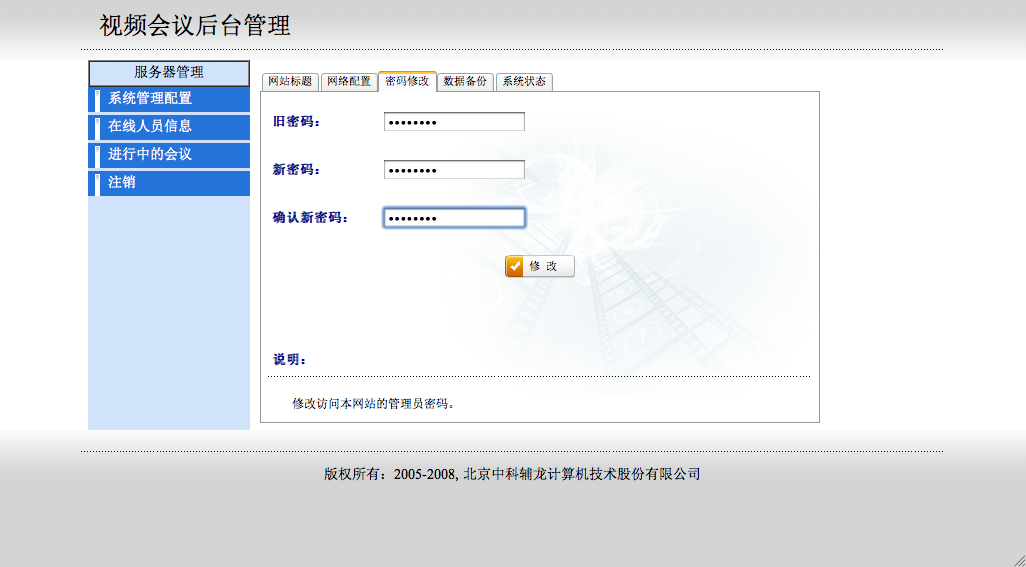 视频会议后台管理
服务器管理
系统管理配置
在线人员信息
进行中的会议
注销
网站标题 网络配置 密码修改 数据备份 系统状态
旧密码： ••••••••
新密码： ••••••••
确认新密码： ••••••••
修 改
说明：
修改访问本网站的管理员密码。
版权所有：2005-2008, 北京中科辅龙计算机技术股份有限公司